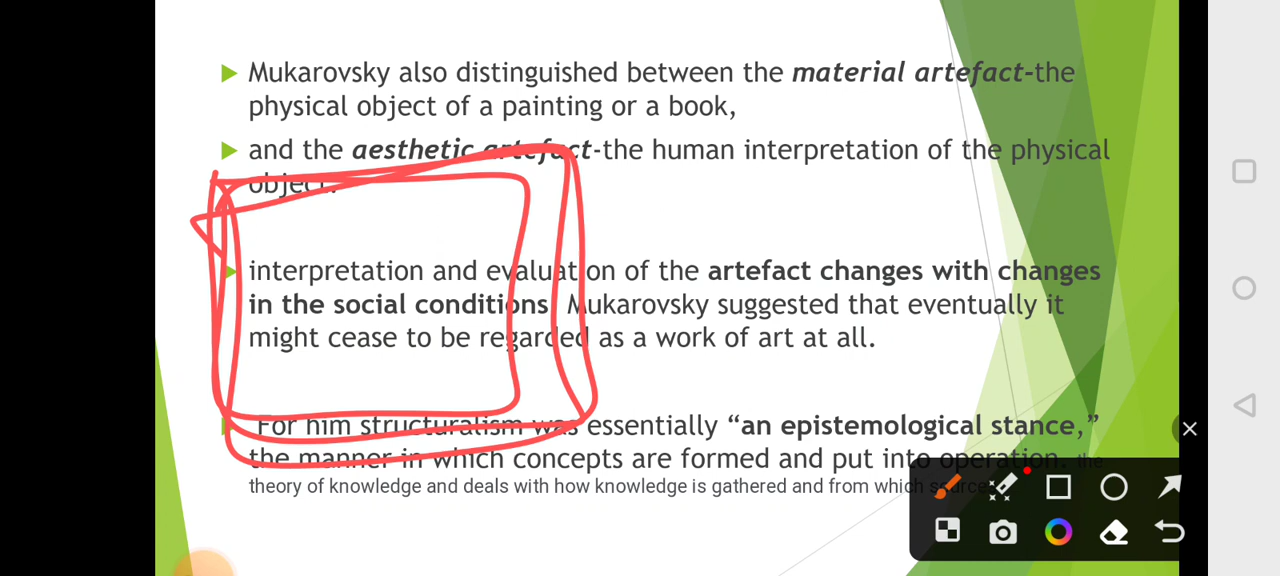 Mukarovsky also distinguished between the material artefact-the
physical object of a painting or a book,
and the aesthetic artefact-the human interpretation of the physical
object.
interpretation and evaluation of the artefact changes with changes
in the social conditions Mukarovsky suggested that eventually it
might cease to be regarded as a work of art at all.
For him structuralism was essentially “an epistemological stance,”
the manner in which concepts are formed and put into operation. the
theory of knowledge and deals with how knowledge is gathered and from which